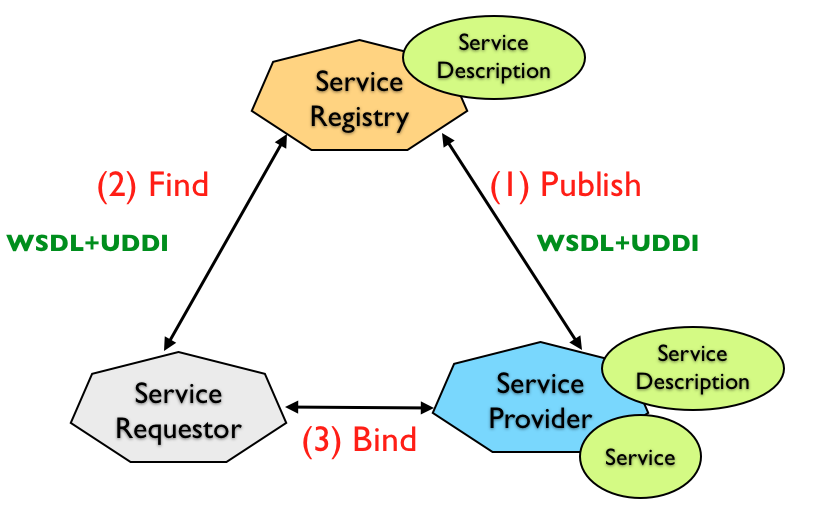 Service
Description
Service
Registry
(2) Find
(1) Publish
WSDL+UDDI
WSDL+UDDI
Service
Requestor
Service
Provider
Service
Description
(3) Bind
Service